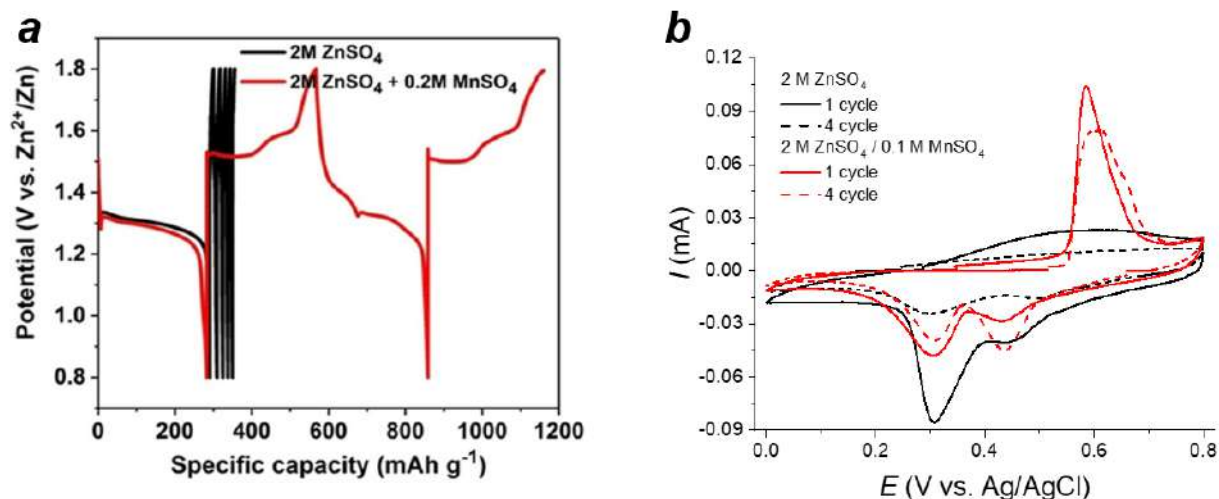 a
2M ZnSO₄
2M ZnSO₄ + 0.2M MnSO₄
Potential (V vs. Zn²⁺/Zn)
1.8
1.6
1.4
1.2
1.0
0.8
0
200
400
600
800
1000
1200
Specific capacity (mAh g⁻¹)
b
2 M ZnSO₄
1 cycle
4 cycle
2 M ZnSO₄ / 0.1 M MnSO₄
1 cycle
4 cycle
I (mA)
0.12
0.09
0.06
0.03
0.00
-0.03
-0.06
-0.09
0.0
0.2
0.4
0.6
0.8
E (V vs. Ag/AgCl)